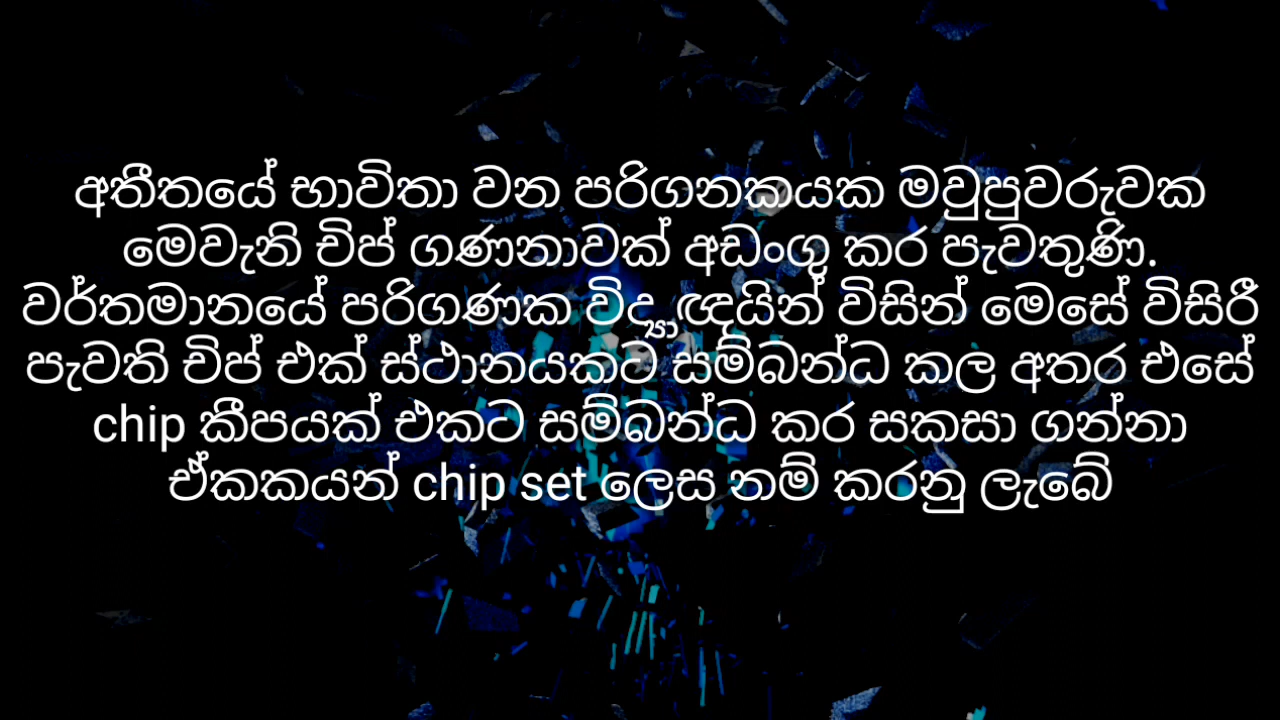 අතීතයේ භාවිතා වන පරිගනකයක මවුපුවරුවක
මෙවැනි චිප් ගණනාවක් අඩංගු කර පැවතුණි.
වර්තමානයේ පරිගණක විද්‍යාඥයින් විසින් මෙසේ විසිරී
පැවති චිප් එක් ස්ථානයකට සම්බන්ධ කල අතර එසේ
chip කීපයක් එකට සම්බන්ධ කර සකසා ගන්නා
ඒකකයන් chip set ලෙස නම් කරනු ලැබේ